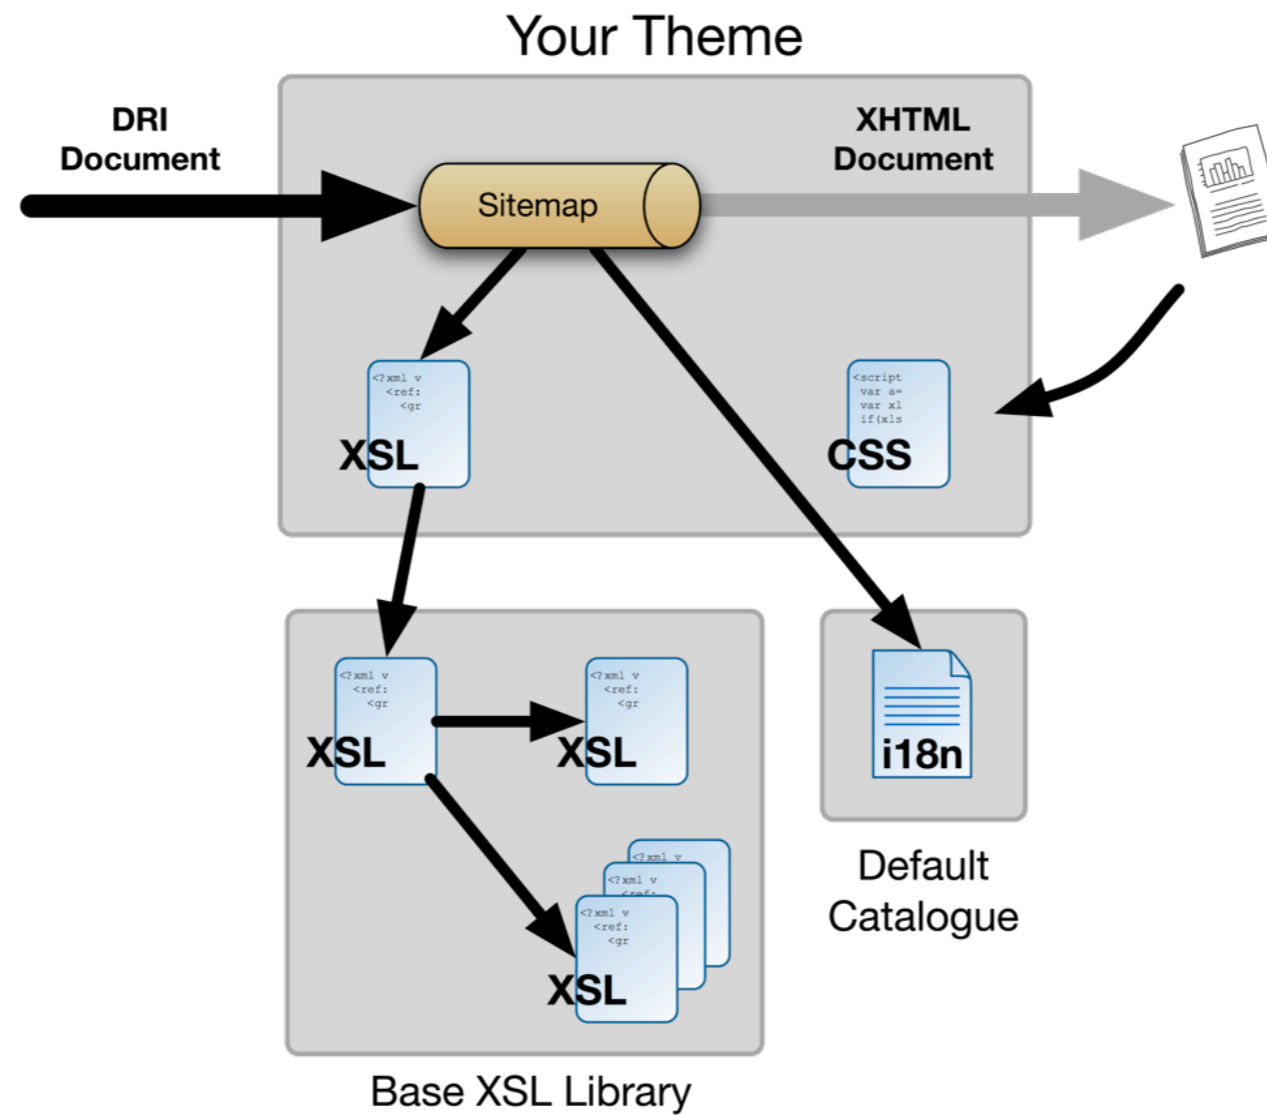 Your Theme
DRI
Document
XHTML
Document
Sitemap
<?xml v
<ref:
<gr
XSL
<script
var a=
var xl
if(xls
CSS
<?xml v
<ref:
<gr
XSL
<?xml v
<ref:
<gr
XSL
i18n
<?xml v
<?xml v
<ref:
<?xml v
<ref:
<gr
XSL
Default
Catalogue
Base XSL Library